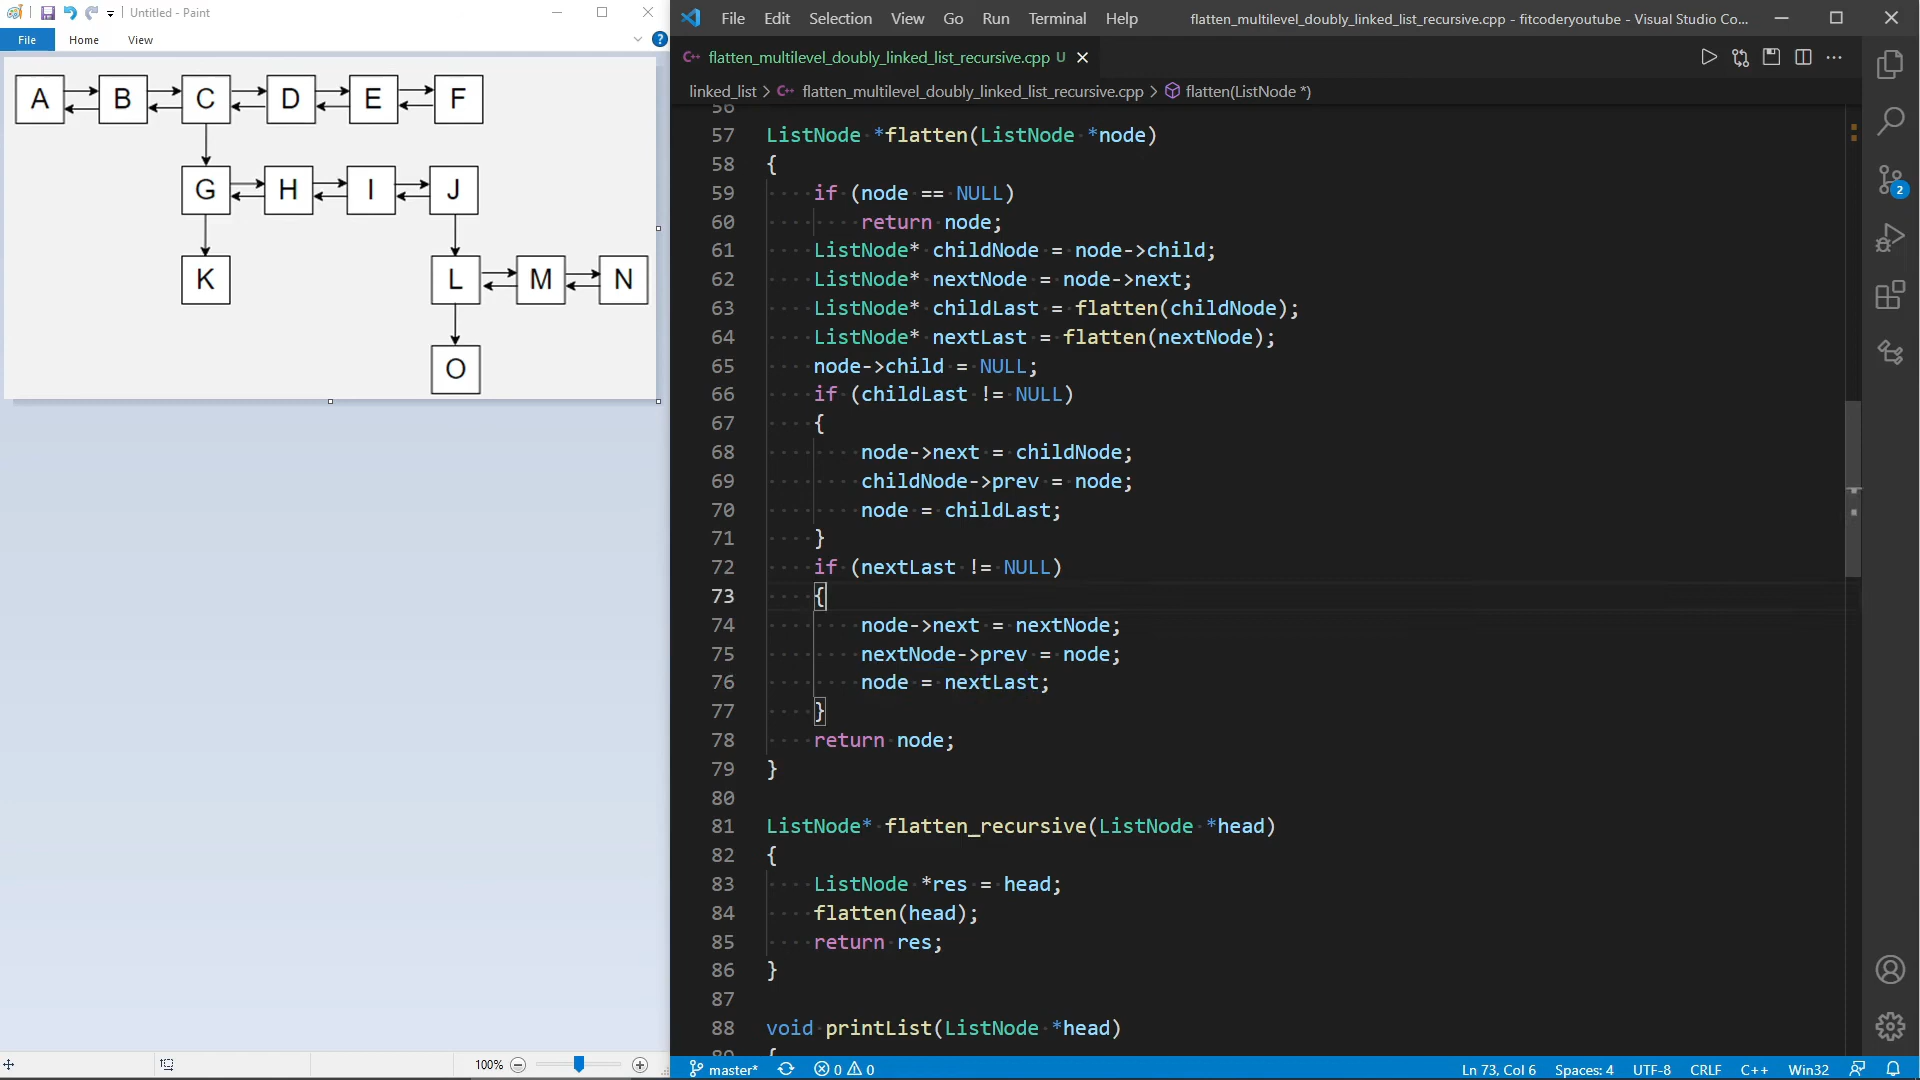 Untitled - Paint
File Home View
A B C D E F
G H I J
K L M N
O
100%
File Edit Selection View Go Run Terminal Help flatten_multilevel_doubly_linked_list_recursive.cpp - fitcoderyoutube - Visual Studio Co...
flatten_multilevel_doubly_linked_list_recursive.cpp U
linked_list > flatten_multilevel_doubly_linked_list_recursive.cpp > flatten(ListNode *)
56
57 ListNode *flatten(ListNode *node)
58 {
59 if (node == NULL)
60 return node;
61 ListNode* childNode = node->child;
62 ListNode* nextNode = node->next;
63 ListNode* childLast = flatten(childNode);
64 ListNode* nextLast = flatten(nextNode);
65 node->child = NULL;
66 if (childLast != NULL)
67 {
68 node->next = childNode;
69 childNode->prev = node;
70 node = childLast;
71 }
72 if (nextLast != NULL)
73 {
74 node->next = nextNode;
75 nextNode->prev = node;
76 node = nextLast;
77 }
78 return node;
79 }
80
81 ListNode* flatten_recursive(ListNode *head)
82 {
83 ListNode *res = head;
84 flatten(head);
85 return res;
86 }
87
88 void printList(ListNode *head)
89 {
2
master* 0 0 Ln 73, Col 6 Spaces: 4 UTF-8 CRLF C++ Win32